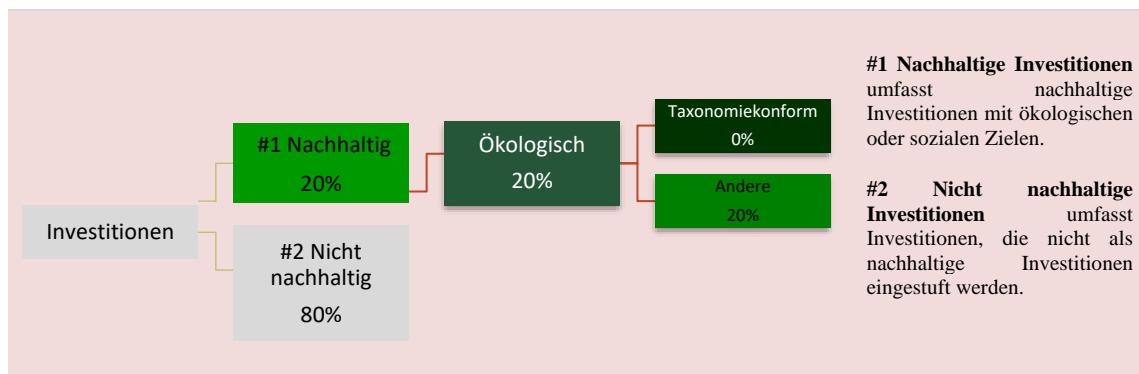 Investitionen
#1 Nachhaltig
20%
#2 Nicht
nachhaltig
80%
Ökologisch
20%
Taxonomiekonform
0%
Andere
20%
#1 Nachhaltige Investitionen
umfasst nachhaltige
Investitionen mit ökologischen
oder sozialen Zielen.
#2 Nicht nachhaltige
Investitionen umfasst
Investitionen, die nicht als
nachhaltige Investitionen
eingestuft werden.